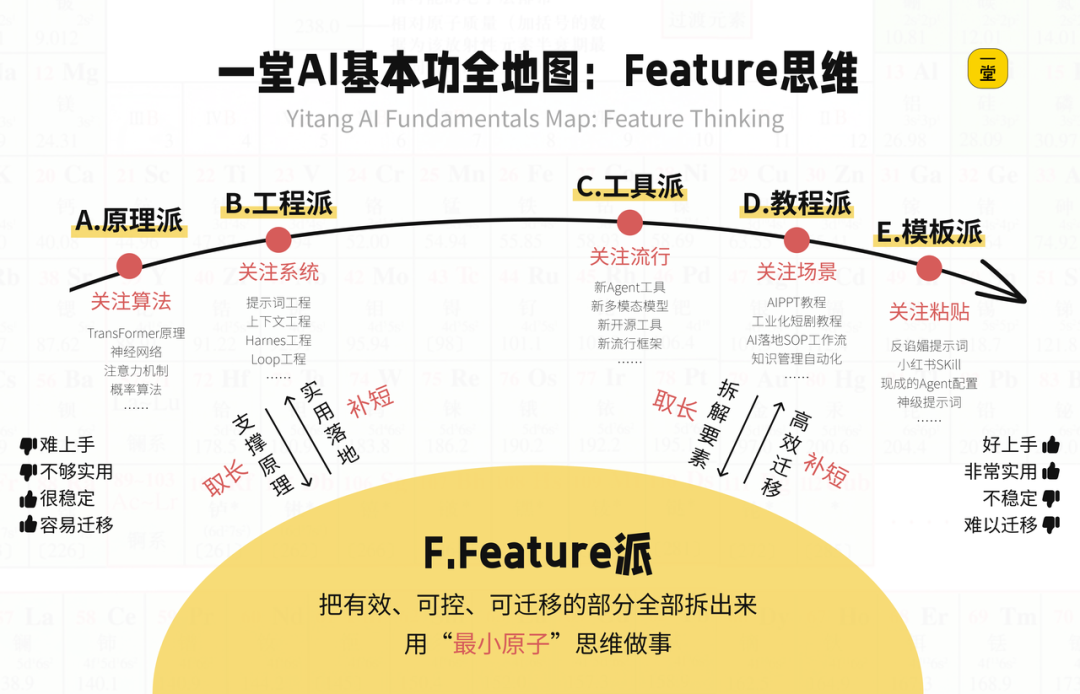 一堂AI基本功全地图：Feature思维
一堂
Yitang AI Fundamentals Map: Feature Thinking
A.原理派
关注算法
TransFormer原理
神经网络
注意力机制
概率算法
......
B.工程派
关注系统
提示词工程
上下文工程
Harnes工程
Loop工程
......
C.工具派
关注流行
新Agent工具
新多模态模型
新开源工具
新流行框架
......
D.教程派
关注场景
AIPPT教程
工业化短剧教程
AI落地SOP工作流
知识管理自动化
......
E.模板派
关注粘贴
反谄媚提示词
小红书SKill
现成的Agent配置
神级提示词
......
取长
支撑原理
实用落地
补短
取长
拆解要素
高效迁移
补短
难上手
不够实用
很稳定
容易迁移
好上手
非常实用
不稳定
难以迁移
F.Feature派
把有效、可控、可迁移的部分全部拆出来
用“最小原子”思维做事